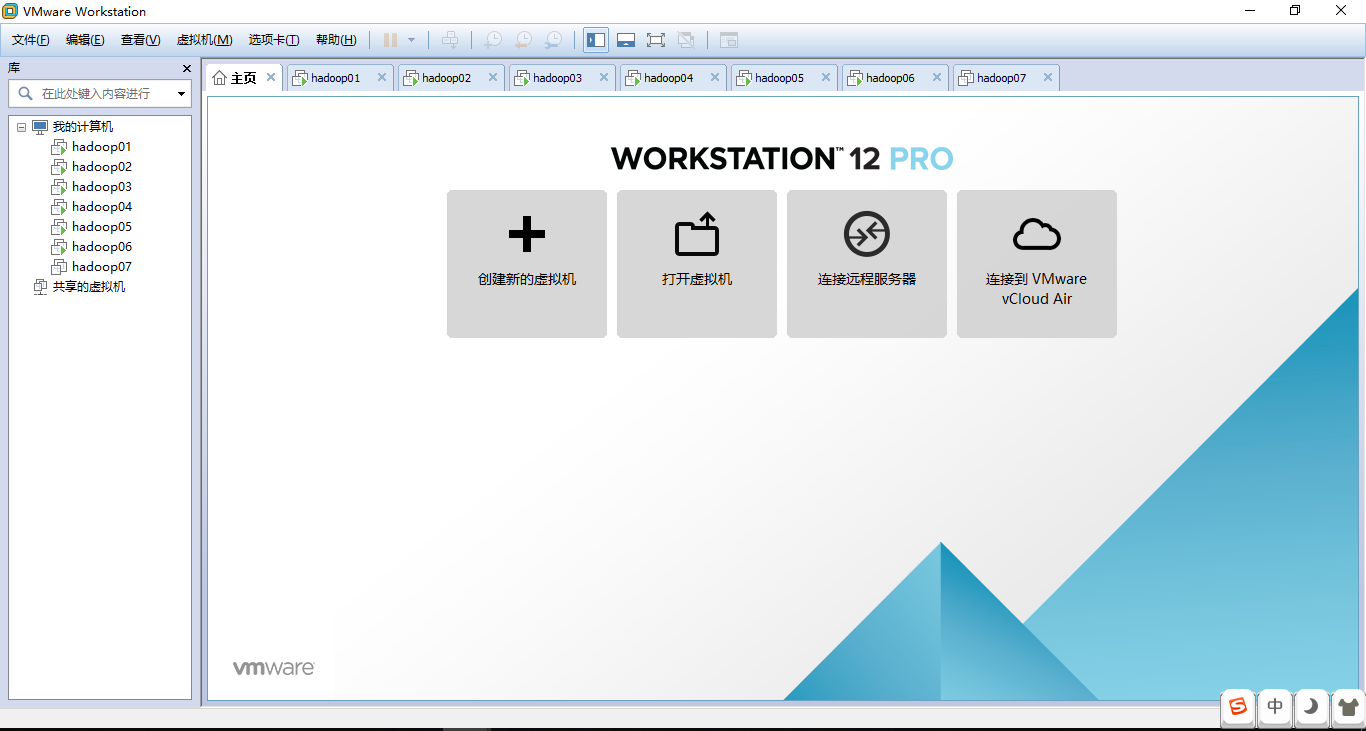 VMware Workstation
文件(F) 编辑(E) 查看(V) 虚拟机(M) 选项卡(T) 帮助(H)
库
在此处键入内容进行
我的计算机
hadoop01
hadoop02
hadoop03
hadoop04
hadoop05
hadoop06
hadoop07
共享的虚拟机
主页 hadoop01 hadoop02 hadoop03 hadoop04 hadoop05 hadoop06 hadoop07
WORKSTATION™ 12 PRO
创建新的虚拟机
打开虚拟机
连接远程服务器
连接到 VMware
vCloud Air
vmware
S 中